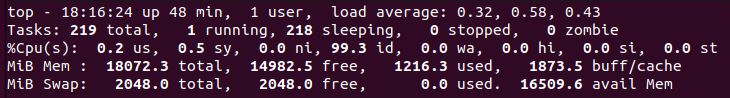 top - 18:16:24 up 48 min,  1 user,  load average: 0.32, 0.58, 0.43
Tasks: 219 total,   1 running, 218 sleeping,   0 stopped,   0 zombie
%Cpu(s):  0.2 us,  0.5 sy,  0.0 ni, 99.3 id,  0.0 wa,  0.0 hi,  0.0 si,  0.0 st
MiB Mem :  18072.3 total,  14982.5 free,   1216.3 used,   1873.5 buff/cache
MiB Swap:   2048.0 total,   2048.0 free,      0.0 used.  16509.6 avail Mem